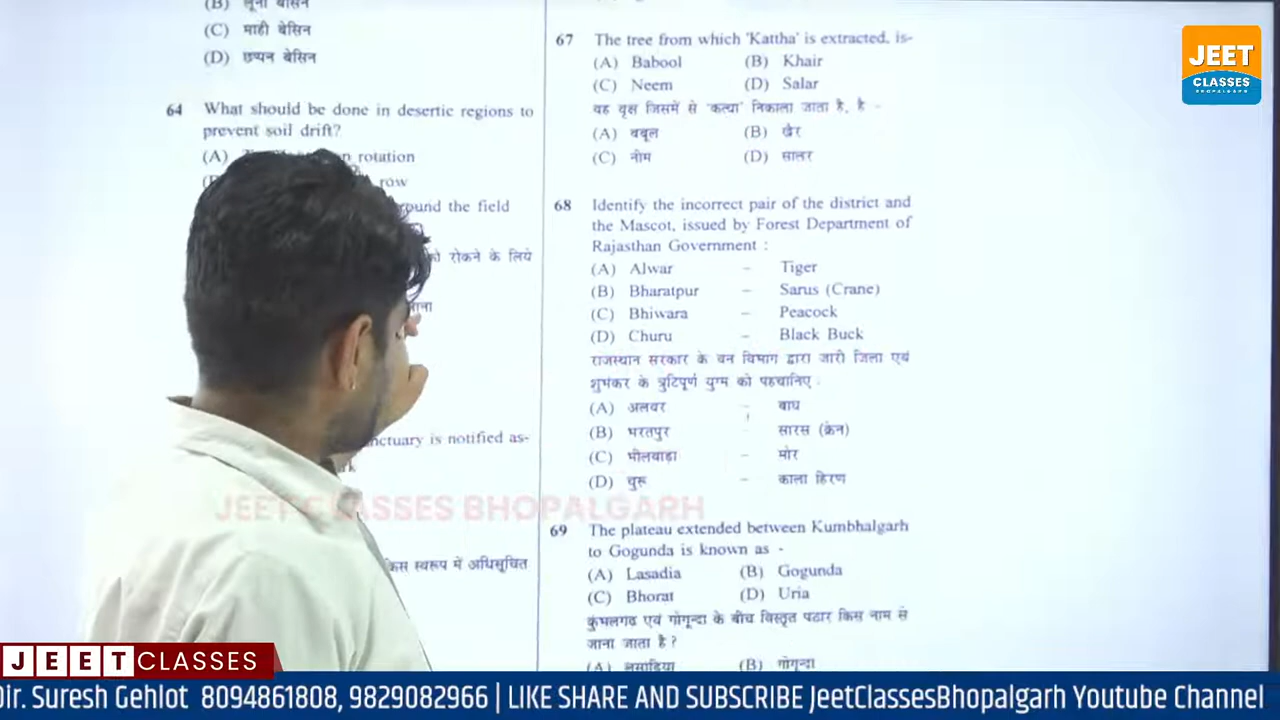 (B) लूनी बेसिन
(C) माही बेसिन
(D) छप्पन बेसिन
64 What should be done in desertic regions to
prevent soil drift?
(A) rotation
row
round the field
को रोकने के लिये
nctuary is notified as-
किस स्वरूप में अधिसूचित
67 The tree from which 'Kattha' is extracted, is-
(A) Babool (B) Khair
(C) Neem (D) Salar
वह वृक्ष जिसमें से 'कत्था' निकाला जाता है, है -
(A) बबूल (B) खैर
(C) नीम (D) सालर
68 Identify the incorrect pair of the district and
the Mascot, issued by Forest Department of
Rajasthan Government :
(A) Alwar – Tiger
(B) Bharatpur – Sarus (Crane)
(C) Bhiwara – Peacock
(D) Churu – Black Buck
राजस्थान सरकार के वन विभाग द्वारा जारी जिला एवं
शुभंकर के त्रुटिपूर्ण युग्म को पहचानिए :
(A) अलवर – बाघ
(B) भरतपुर – सारस (क्रेन)
(C) भीलवाड़ा – मोर
(D) चुरू – काला हिरण
69 The plateau extended between Kumbhalgarh
to Gogunda is known as -
(A) Lasadia (B) Gogunda
(C) Bhorat (D) Uria
कुंभलगढ़ एवं गोगून्दा के बीच विस्तृत पठार किस नाम से
जाना जाता है ?
(A) लसाड़िया (B) गोगून्दा
JEET
CLASSES
BHOPALGARH
JEET CLASSES BHOPALGARH
JEET CLASSES
Dir. Suresh Gehlot 8094861808, 9829082966 | LIKE SHARE AND SUBSCRIBE JeetClassesBhopalgarh Youtube Channel